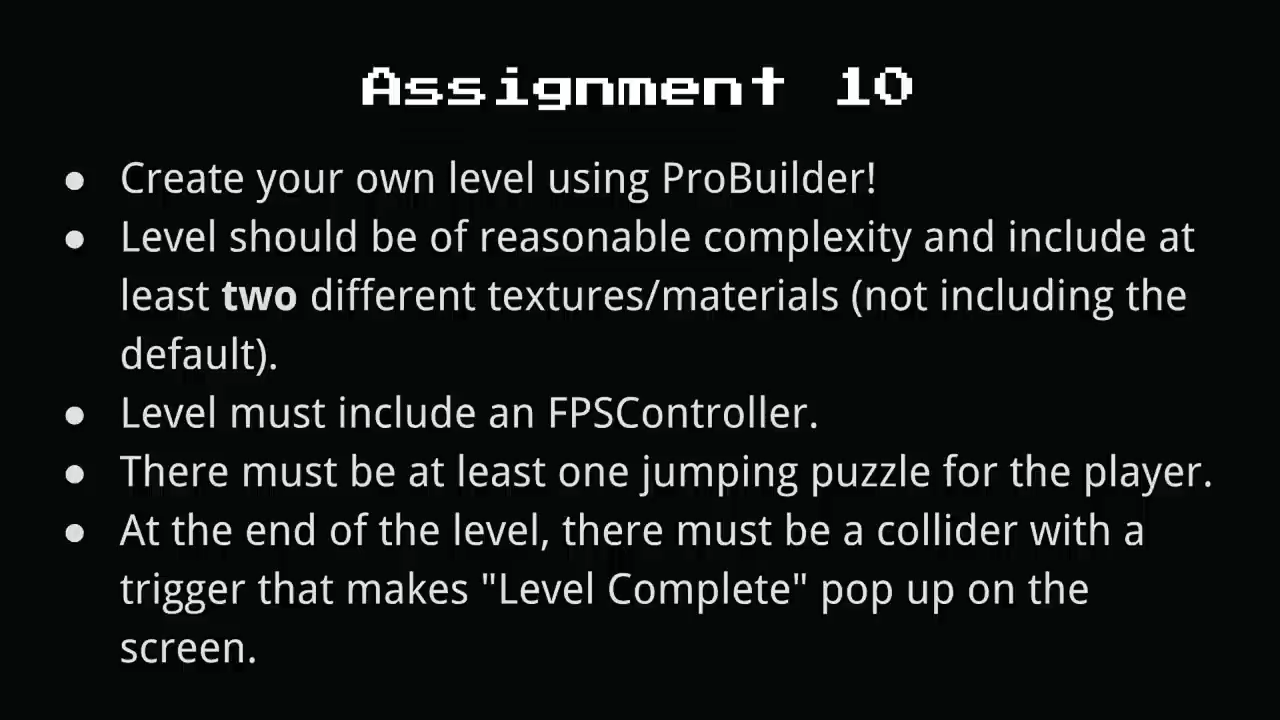 Assignment 10
● Create your own level using ProBuilder!
● Level should be of reasonable complexity and include at
least two different textures/materials (not including the
default).
● Level must include an FPSController.
● There must be at least one jumping puzzle for the player.
● At the end of the level, there must be a collider with a
trigger that makes "Level Complete" pop up on the
screen.